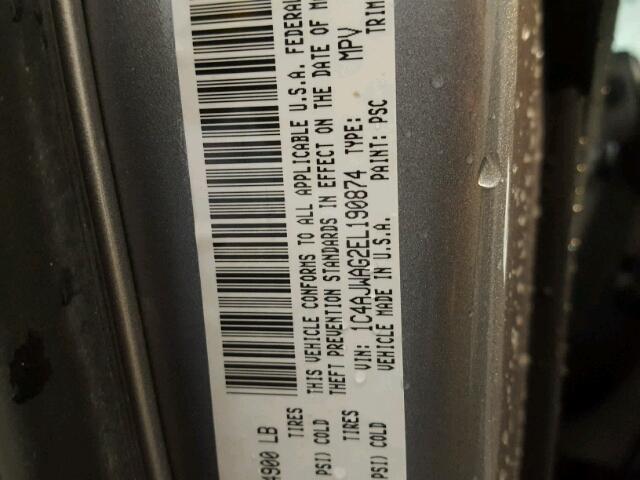 4900 LB
TIRES
PSI) COLD
TIRES
PSI) COLD
THIS VEHICLE CONFORMS TO ALL APPLICABLE U.S.A. FEDERAL
THEFT PREVENTION STANDARDS IN EFFECT ON THE DATE OF
VIN: 1C4AJWAG2EL190874 TYPE: MPV
VEHICLE MADE IN U.S.A. PAINT: PSC TRIM